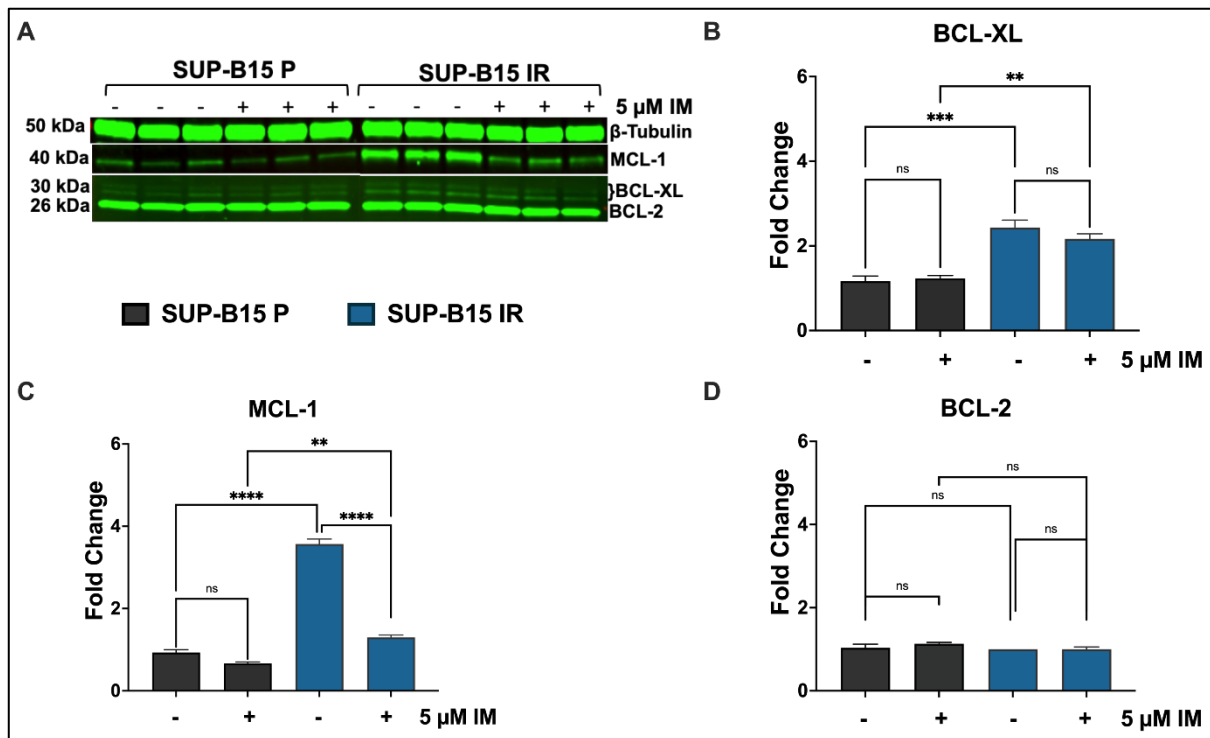 A
SUP-B15 P SUP-B15 IR
- - - + + + - - - + + + 5 µM IM
50 kDa β-Tubulin
40 kDa MCL-1
30 kDa }BCL-XL
26 kDa BCL-2
SUP-B15 P SUP-B15 IR
B
BCL-XL
Fold Change
6
4
2
0
**
***
ns ns
- + - + 5 µM IM
C
MCL-1
Fold Change
6
4
2
0
**
****
****
ns
- + - + 5 µM IM
D
BCL-2
Fold Change
6
4
2
0
ns
ns
ns
ns
- + - + 5 µM IM